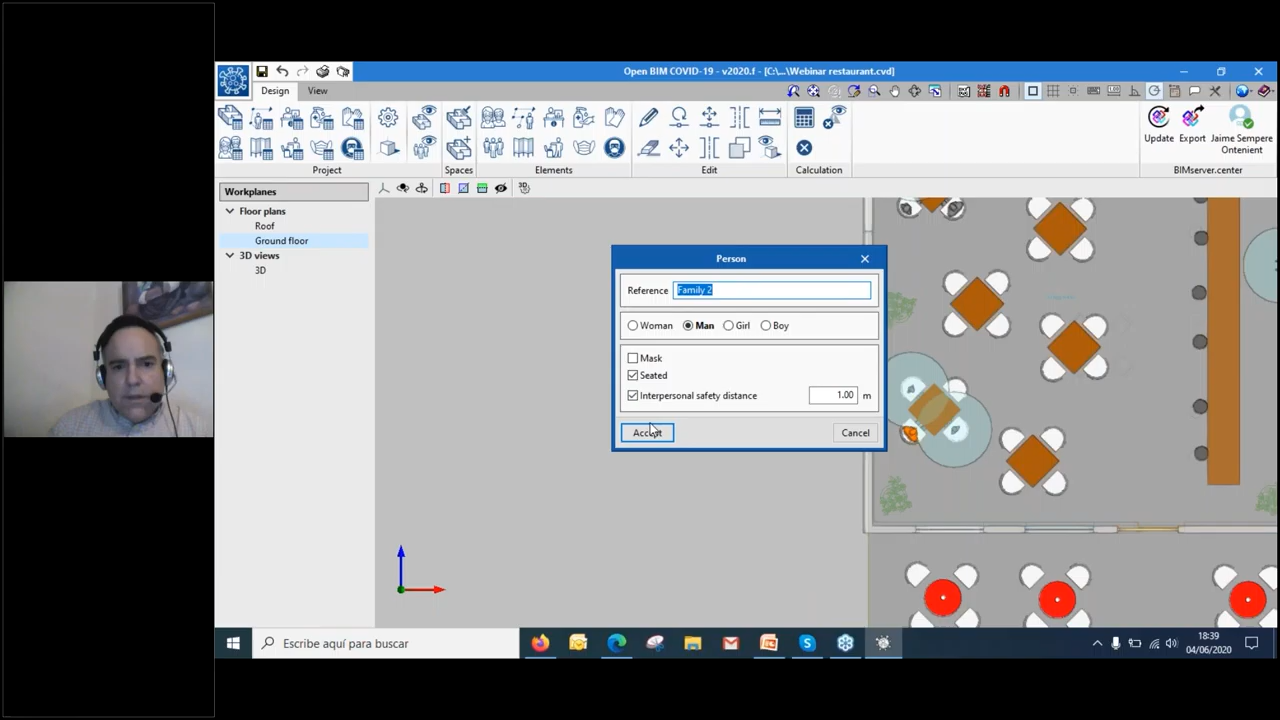 Open BIM COVID-19 - v2020.f - [C:\...\Webinar restaurant.cvd]
Design View
Update Export Jaime Sempere Ontenient
Project Spaces Elements Edit Calculation BIMserver.center
Workplanes
Floor plans
Roof
Ground floor
3D views
3D
Person
Reference Family 2
Woman Man Girl Boy
Mask
Seated
Interpersonal safety distance 1.00 m
Accept Cancel
Escribe aquí para buscar
18:39
04/06/2020